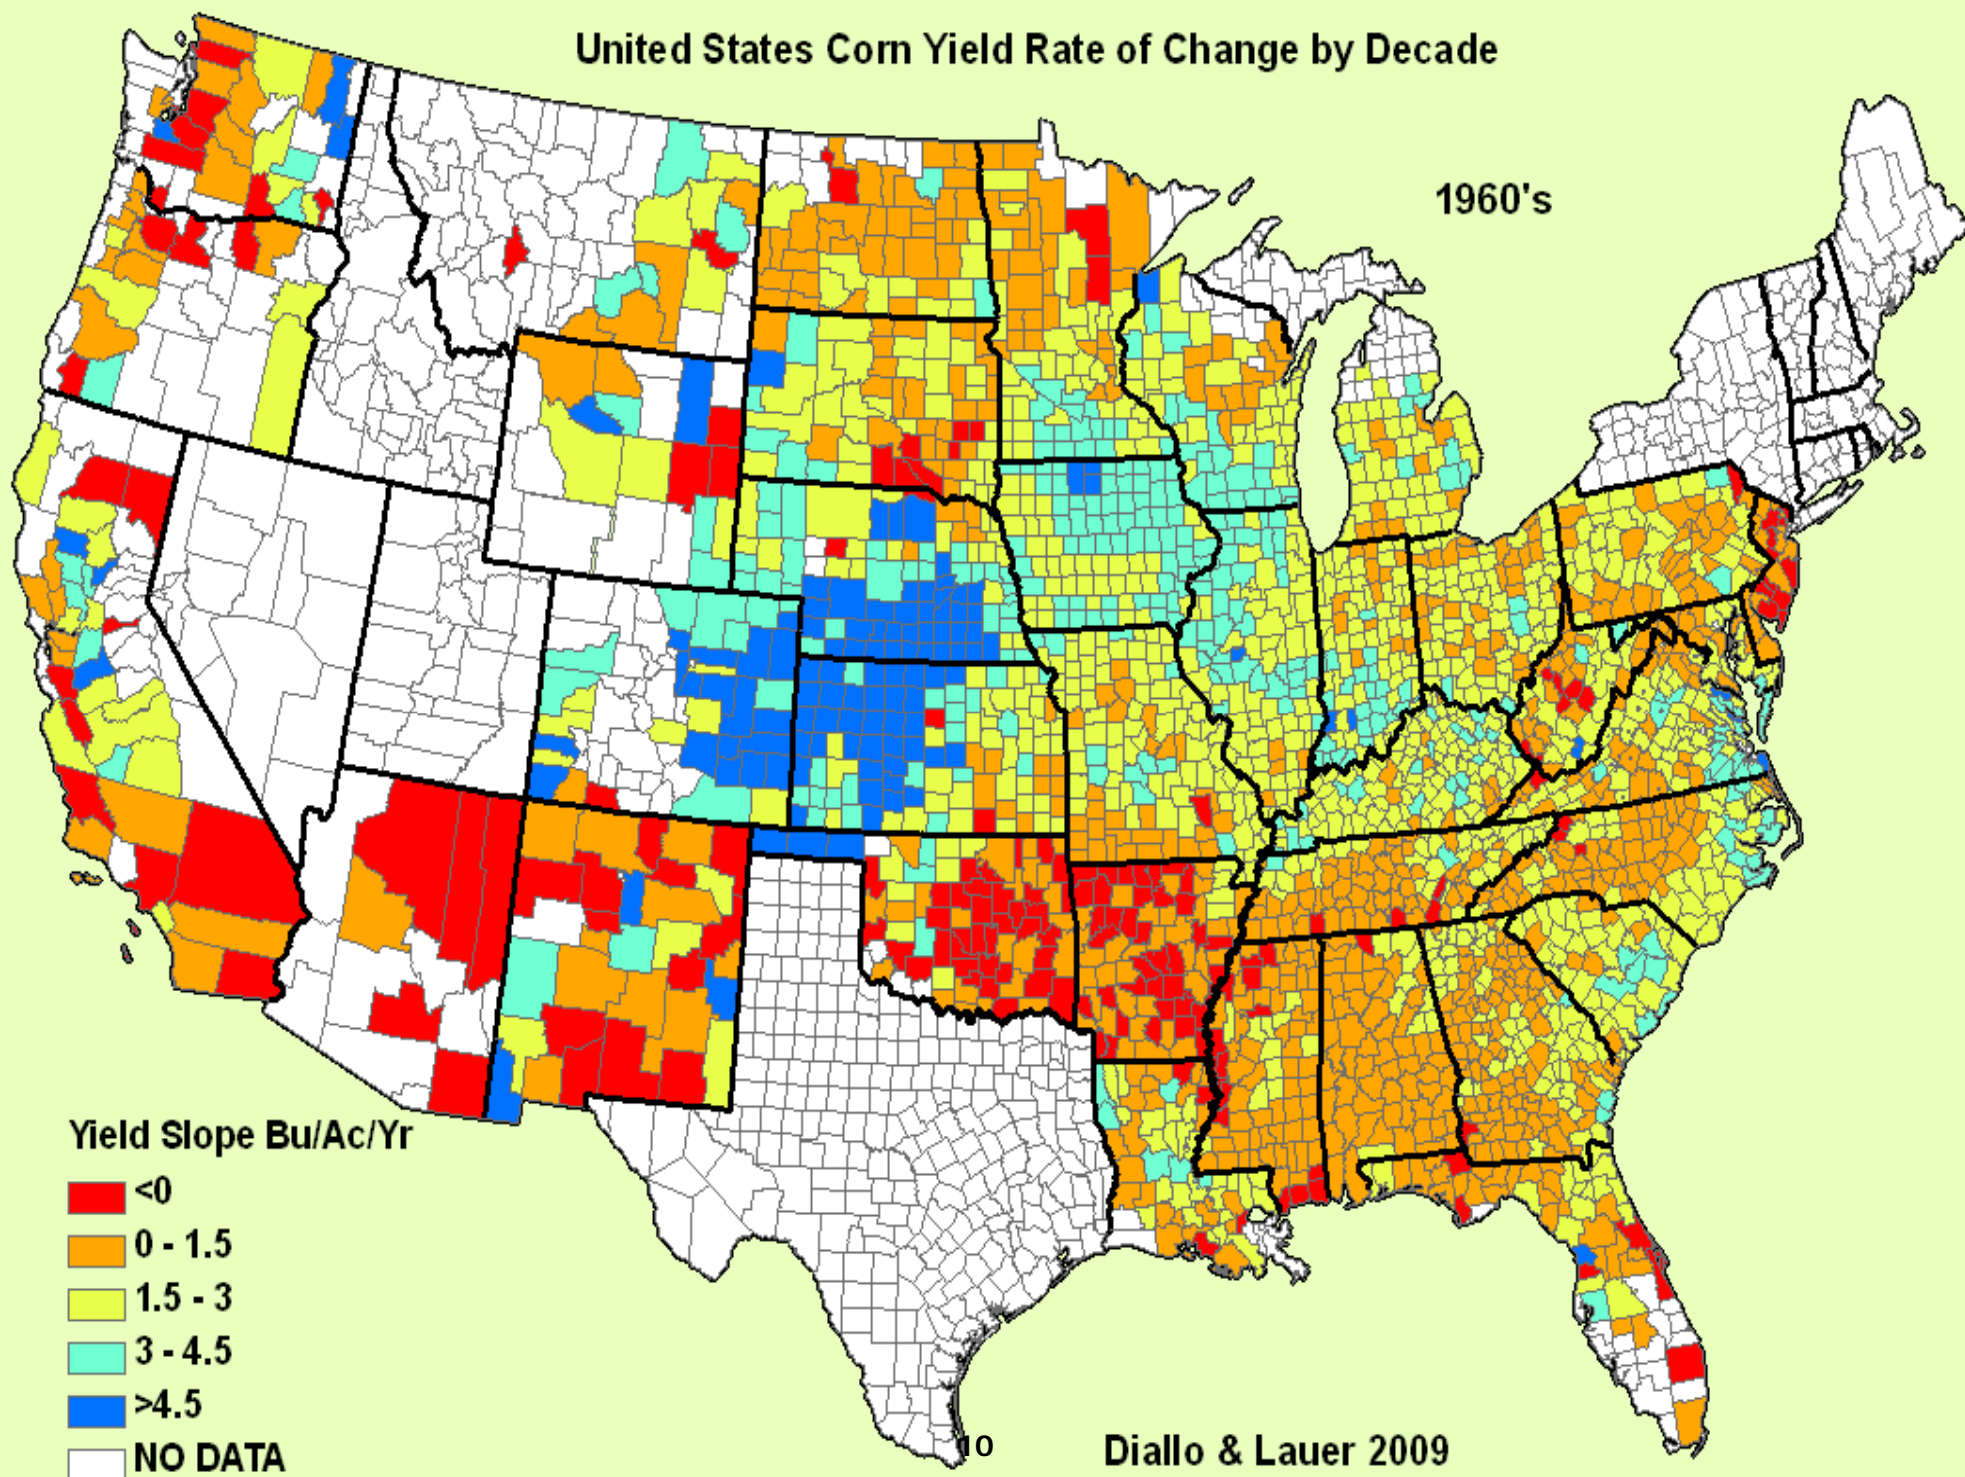 United States Corn Yield Rate of Change by Decade
1960's
Yield Slope Bu/Ac/Yr
<0
0 - 1.5
1.5 - 3
3 - 4.5
>4.5
NO DATA
10
Diallo & Lauer 2009